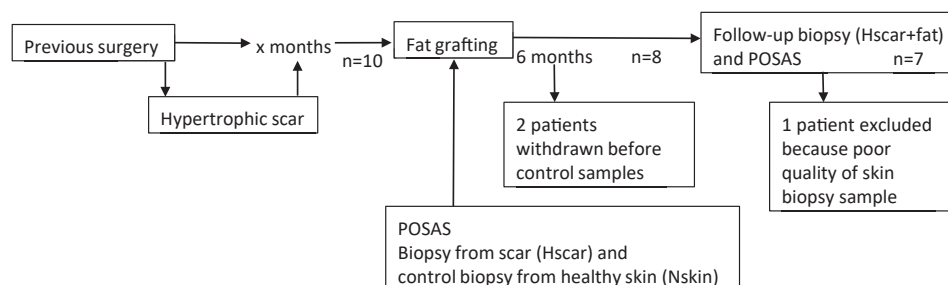 Previous surgery
x months
n=10
Fat grafting
6 months
n=8
Follow-up biopsy (Hscar+fat)
and POSAS n=7
Hypertrophic scar
2 patients
withdrawn before
control samples
1 patient excluded
because poor
quality of skin
biopsy sample
POSAS
Biopsy from scar (Hscar) and
control biopsy from healthy skin (Nskin)